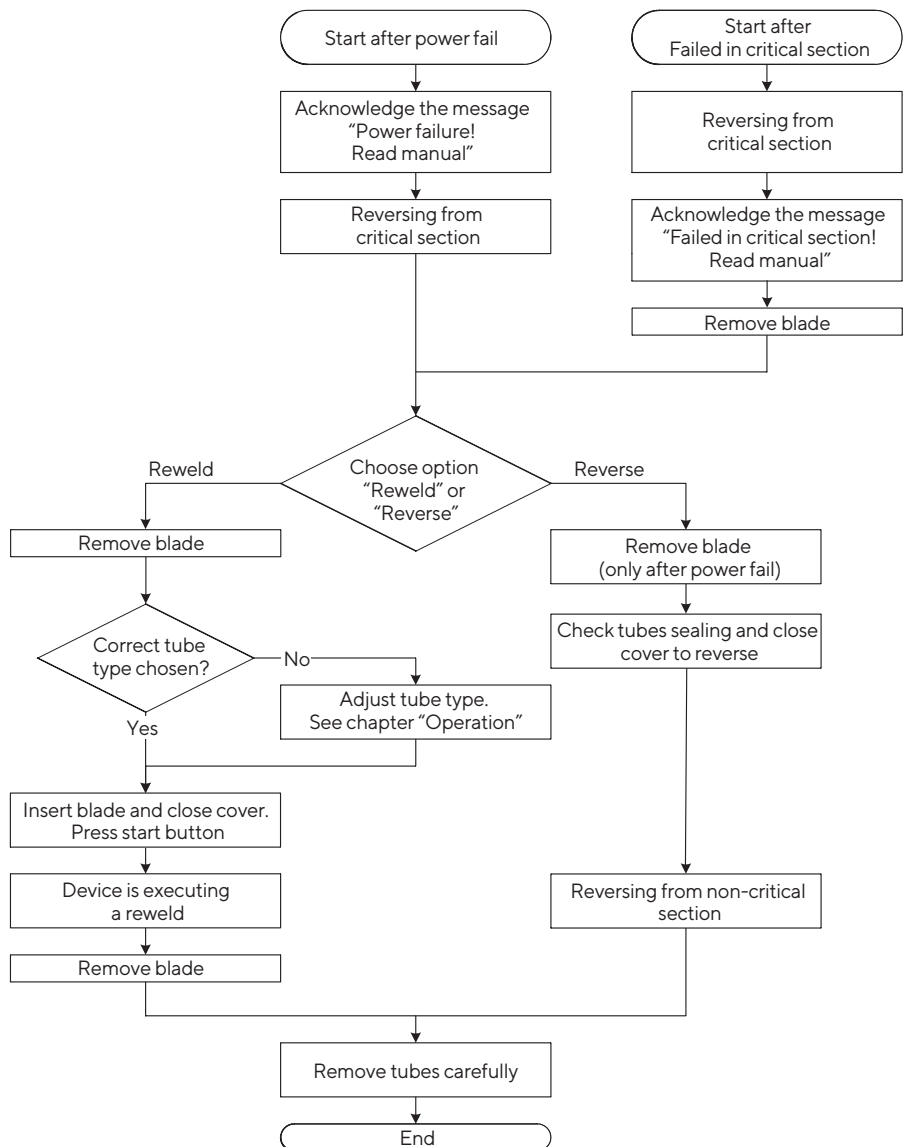 Start after power fail
Start after
Failed in critical section
Acknowledge the message
“Power failure!
Read manual”
Reversing from
critical section
Reversing from
critical section
Acknowledge the message
“Failed in critical section!
Read manual”
Remove blade
Choose option
“Reweld” or
“Reverse”
Reweld
Reverse
Remove blade
Correct tube
type chosen?
No
Yes
Adjust tube type.
See chapter “Operation”
Insert blade and close cover.
Press start button
Device is executing
a reweld
Remove blade
Remove blade
(only after power fail)
Check tubes sealing and close
cover to reverse
Reversing from non-critical
section
Remove tubes carefully
End